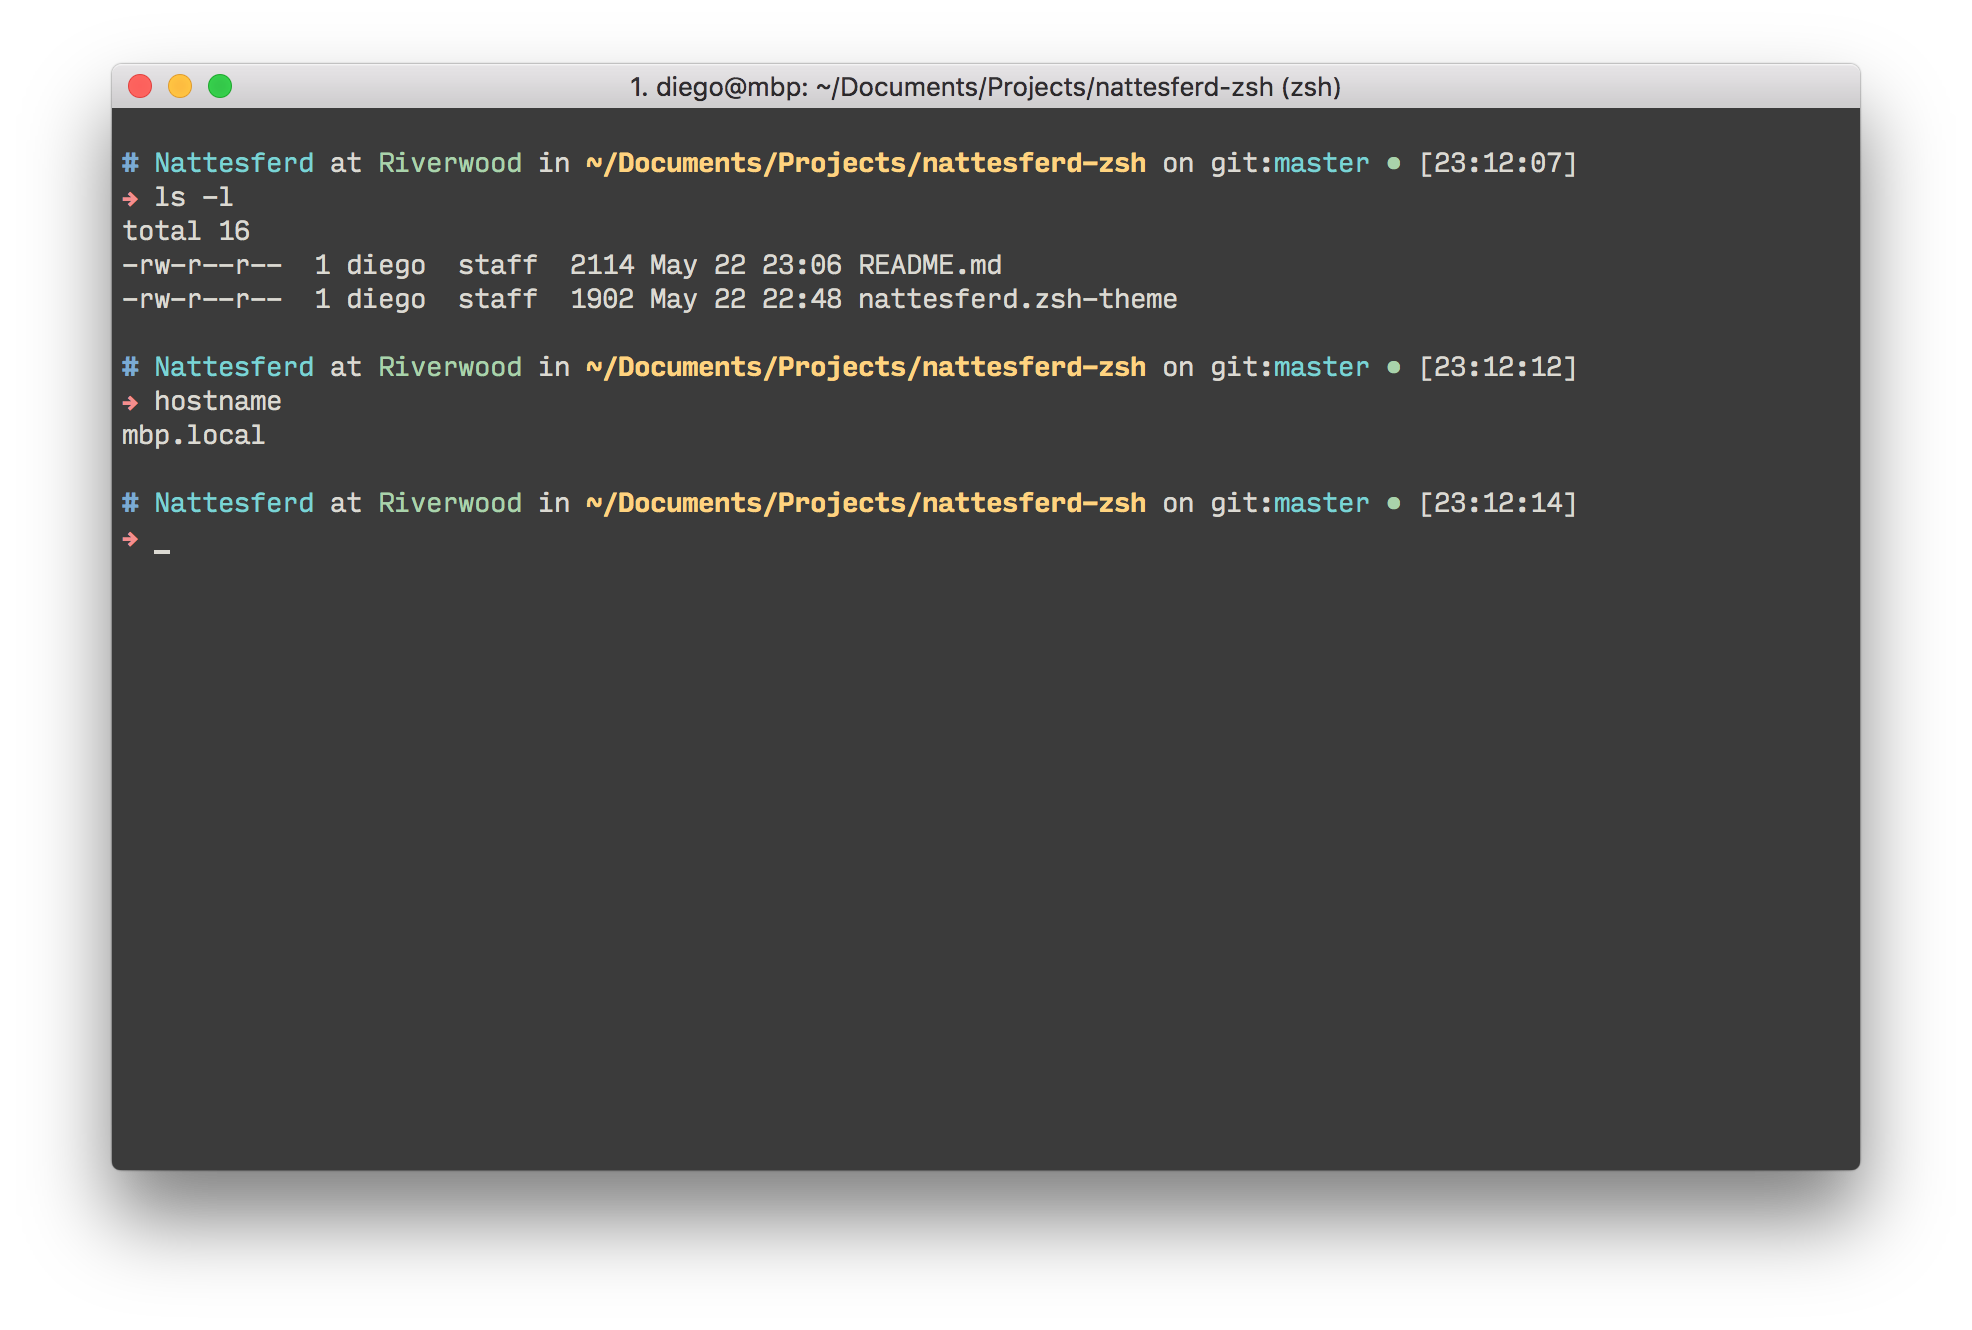 1. diego@mbp: ~/Documents/Projects/nattesferd-zsh (zsh)
# Nattesferd at Riverwood in ~/Documents/Projects/nattesferd-zsh on git:master • [23:12:07]
➜ ls -l
total 16
-rw-r--r--  1 diego  staff  2114 May 22 23:06 README.md
-rw-r--r--  1 diego  staff  1902 May 22 22:48 nattesferd.zsh-theme
# Nattesferd at Riverwood in ~/Documents/Projects/nattesferd-zsh on git:master • [23:12:12]
➜ hostname
mbp.local
# Nattesferd at Riverwood in ~/Documents/Projects/nattesferd-zsh on git:master • [23:12:14]
➜ _